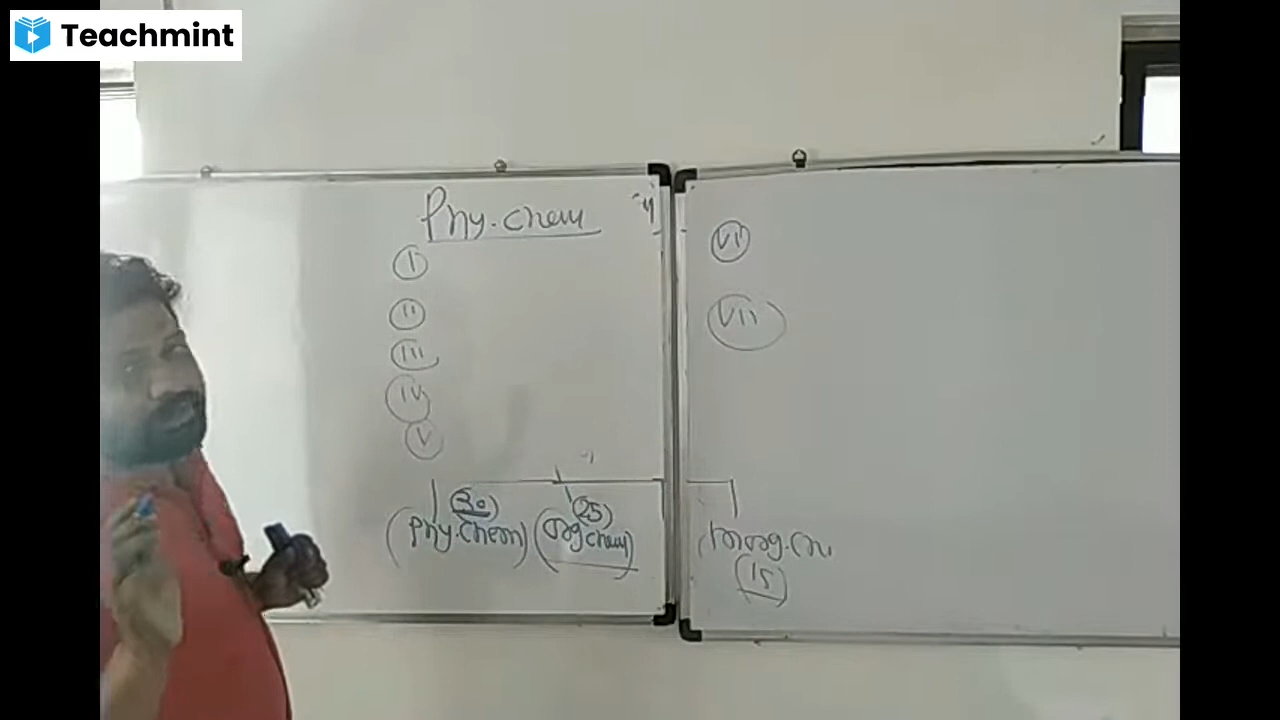 Teachmint
Phy. Chem
I
II
III
IV
V
VI
VII
(30) (25)
(Phy. Chem) (Org Chem)
Inorg. Ch
15